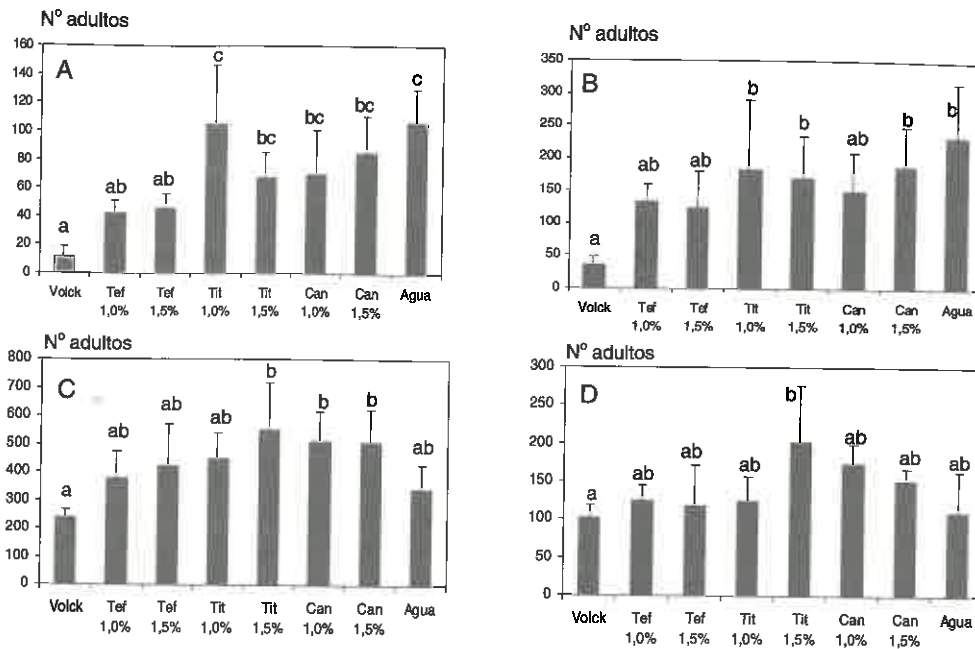 Nº adultos
160
140
120
100
80
60
40
20
0
A
a
ab
ab
c
bc
bc
bc
c
Volck Tef Tef Tit Tit Can Can Agua
1,0% 1,5% 1,0% 1,5% 1,0% 1,5%
Nº adultos
350
300
250
200
150
100
50
0
B
a
ab
ab
b
b
ab
b
b
Volck Tef Tef Tit Tit Can Can Agua
1,0% 1,5% 1,0% 1,5% 1,0% 1,5%
Nº adultos
800
700
600
500
400
300
200
100
0
C
a
ab
ab
ab
b
b
b
ab
Volck Tef Tef Tit Tit Can Can Agua
1,0% 1,5% 1,0% 1,5% 1,0% 1,5%
Nº adultos
300
250
200
150
100
50
0
D
a
ab
ab
ab
b
ab
ab
ab
Volck Tef Tef Tit Tit Can Can Agua
1,0% 1,5% 1,0% 1,5% 1,0% 1,5%